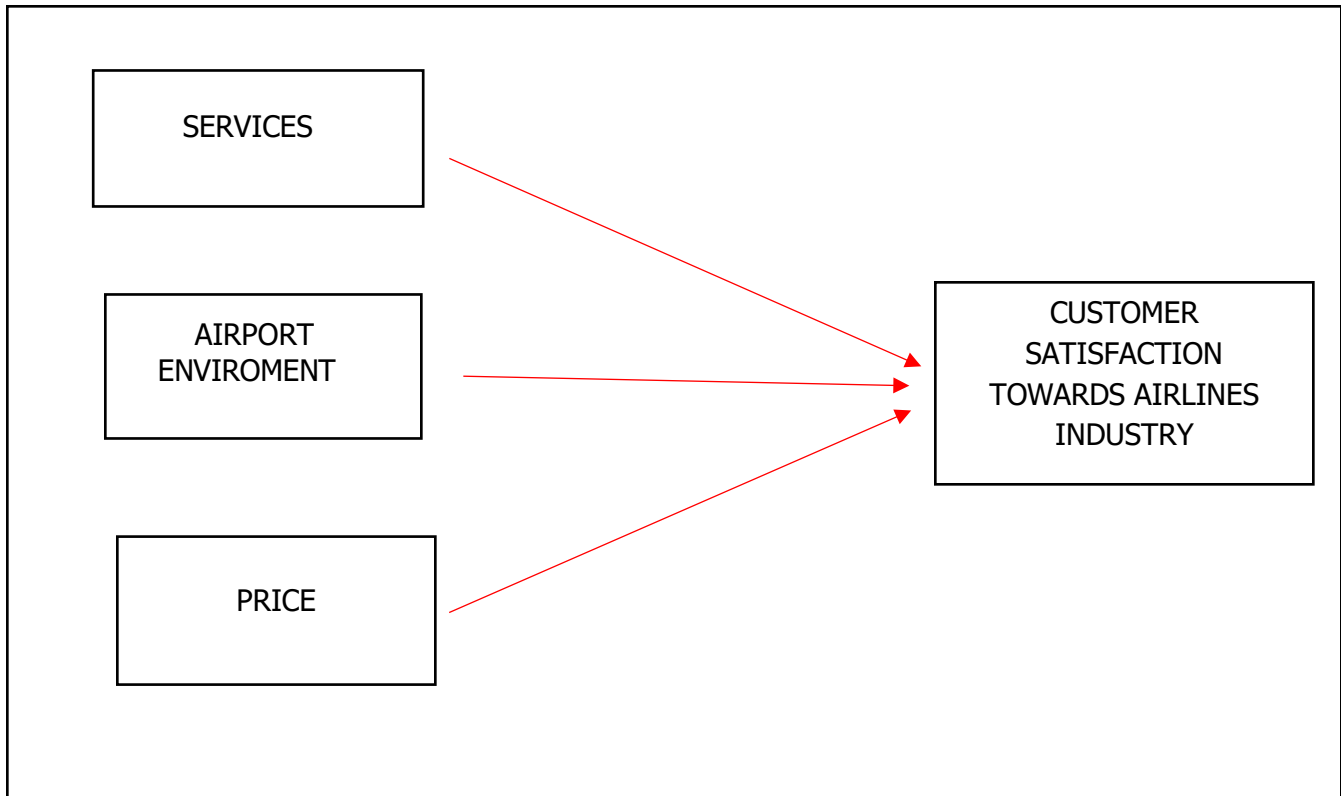 SERVICES
AIRPORT
ENVIROMENT
PRICE
CUSTOMER
SATISFACTION
TOWARDS AIRLINES
INDUSTRY